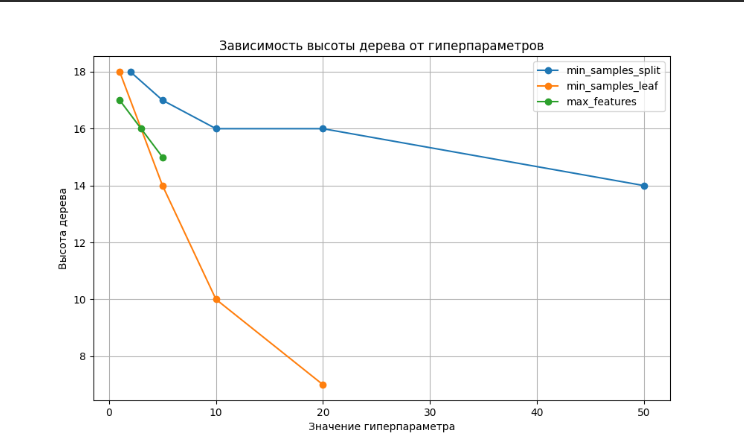 Зависимость высоты дерева от гиперпараметров
min_samples_split
min_samples_leaf
max_features
Высота дерева
18
16
14
12
10
8
0 10 20 30 40 50
Значение гиперпараметра